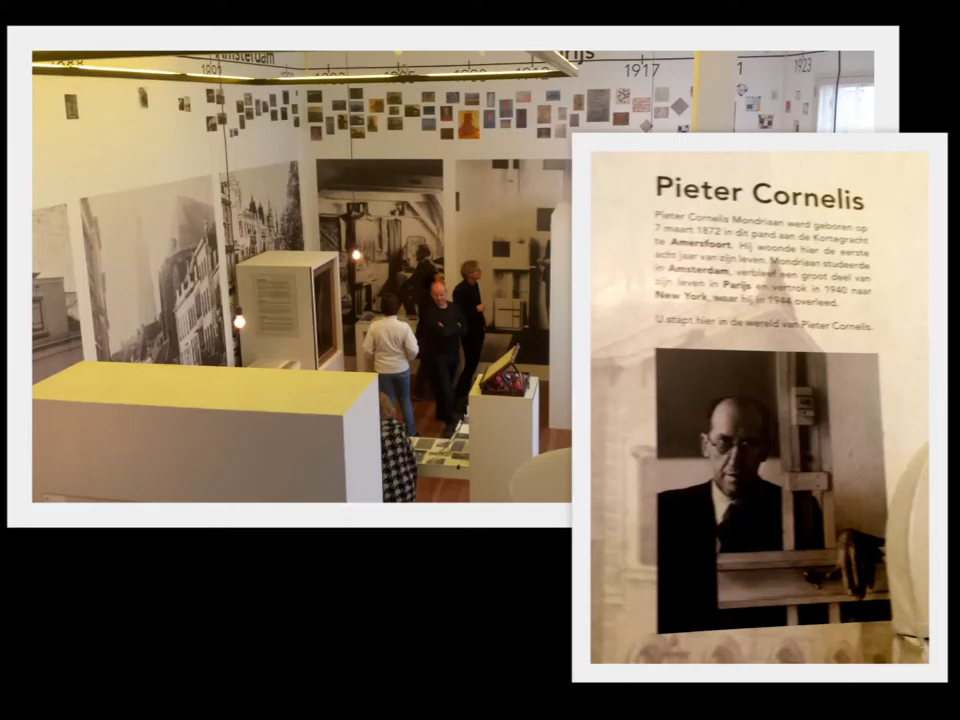 Amsterdam
rijs
1917
1
1923
Pieter Cornelis
Pieter Cornelis Mondriaan werd geboren op
7 maart 1872 in dit pand aan de Kortegracht
te Amersfoort. Hij woonde hier de eerste
acht jaar van zijn leven. Mondriaan studeerde
in Amsterdam, verbleef een groot deel van
zijn leven in Parijs en vertrok in 1940 naar
New York, waar hij in 1944 overleed.
U stapt hier in de wereld van Pieter Cornelis.